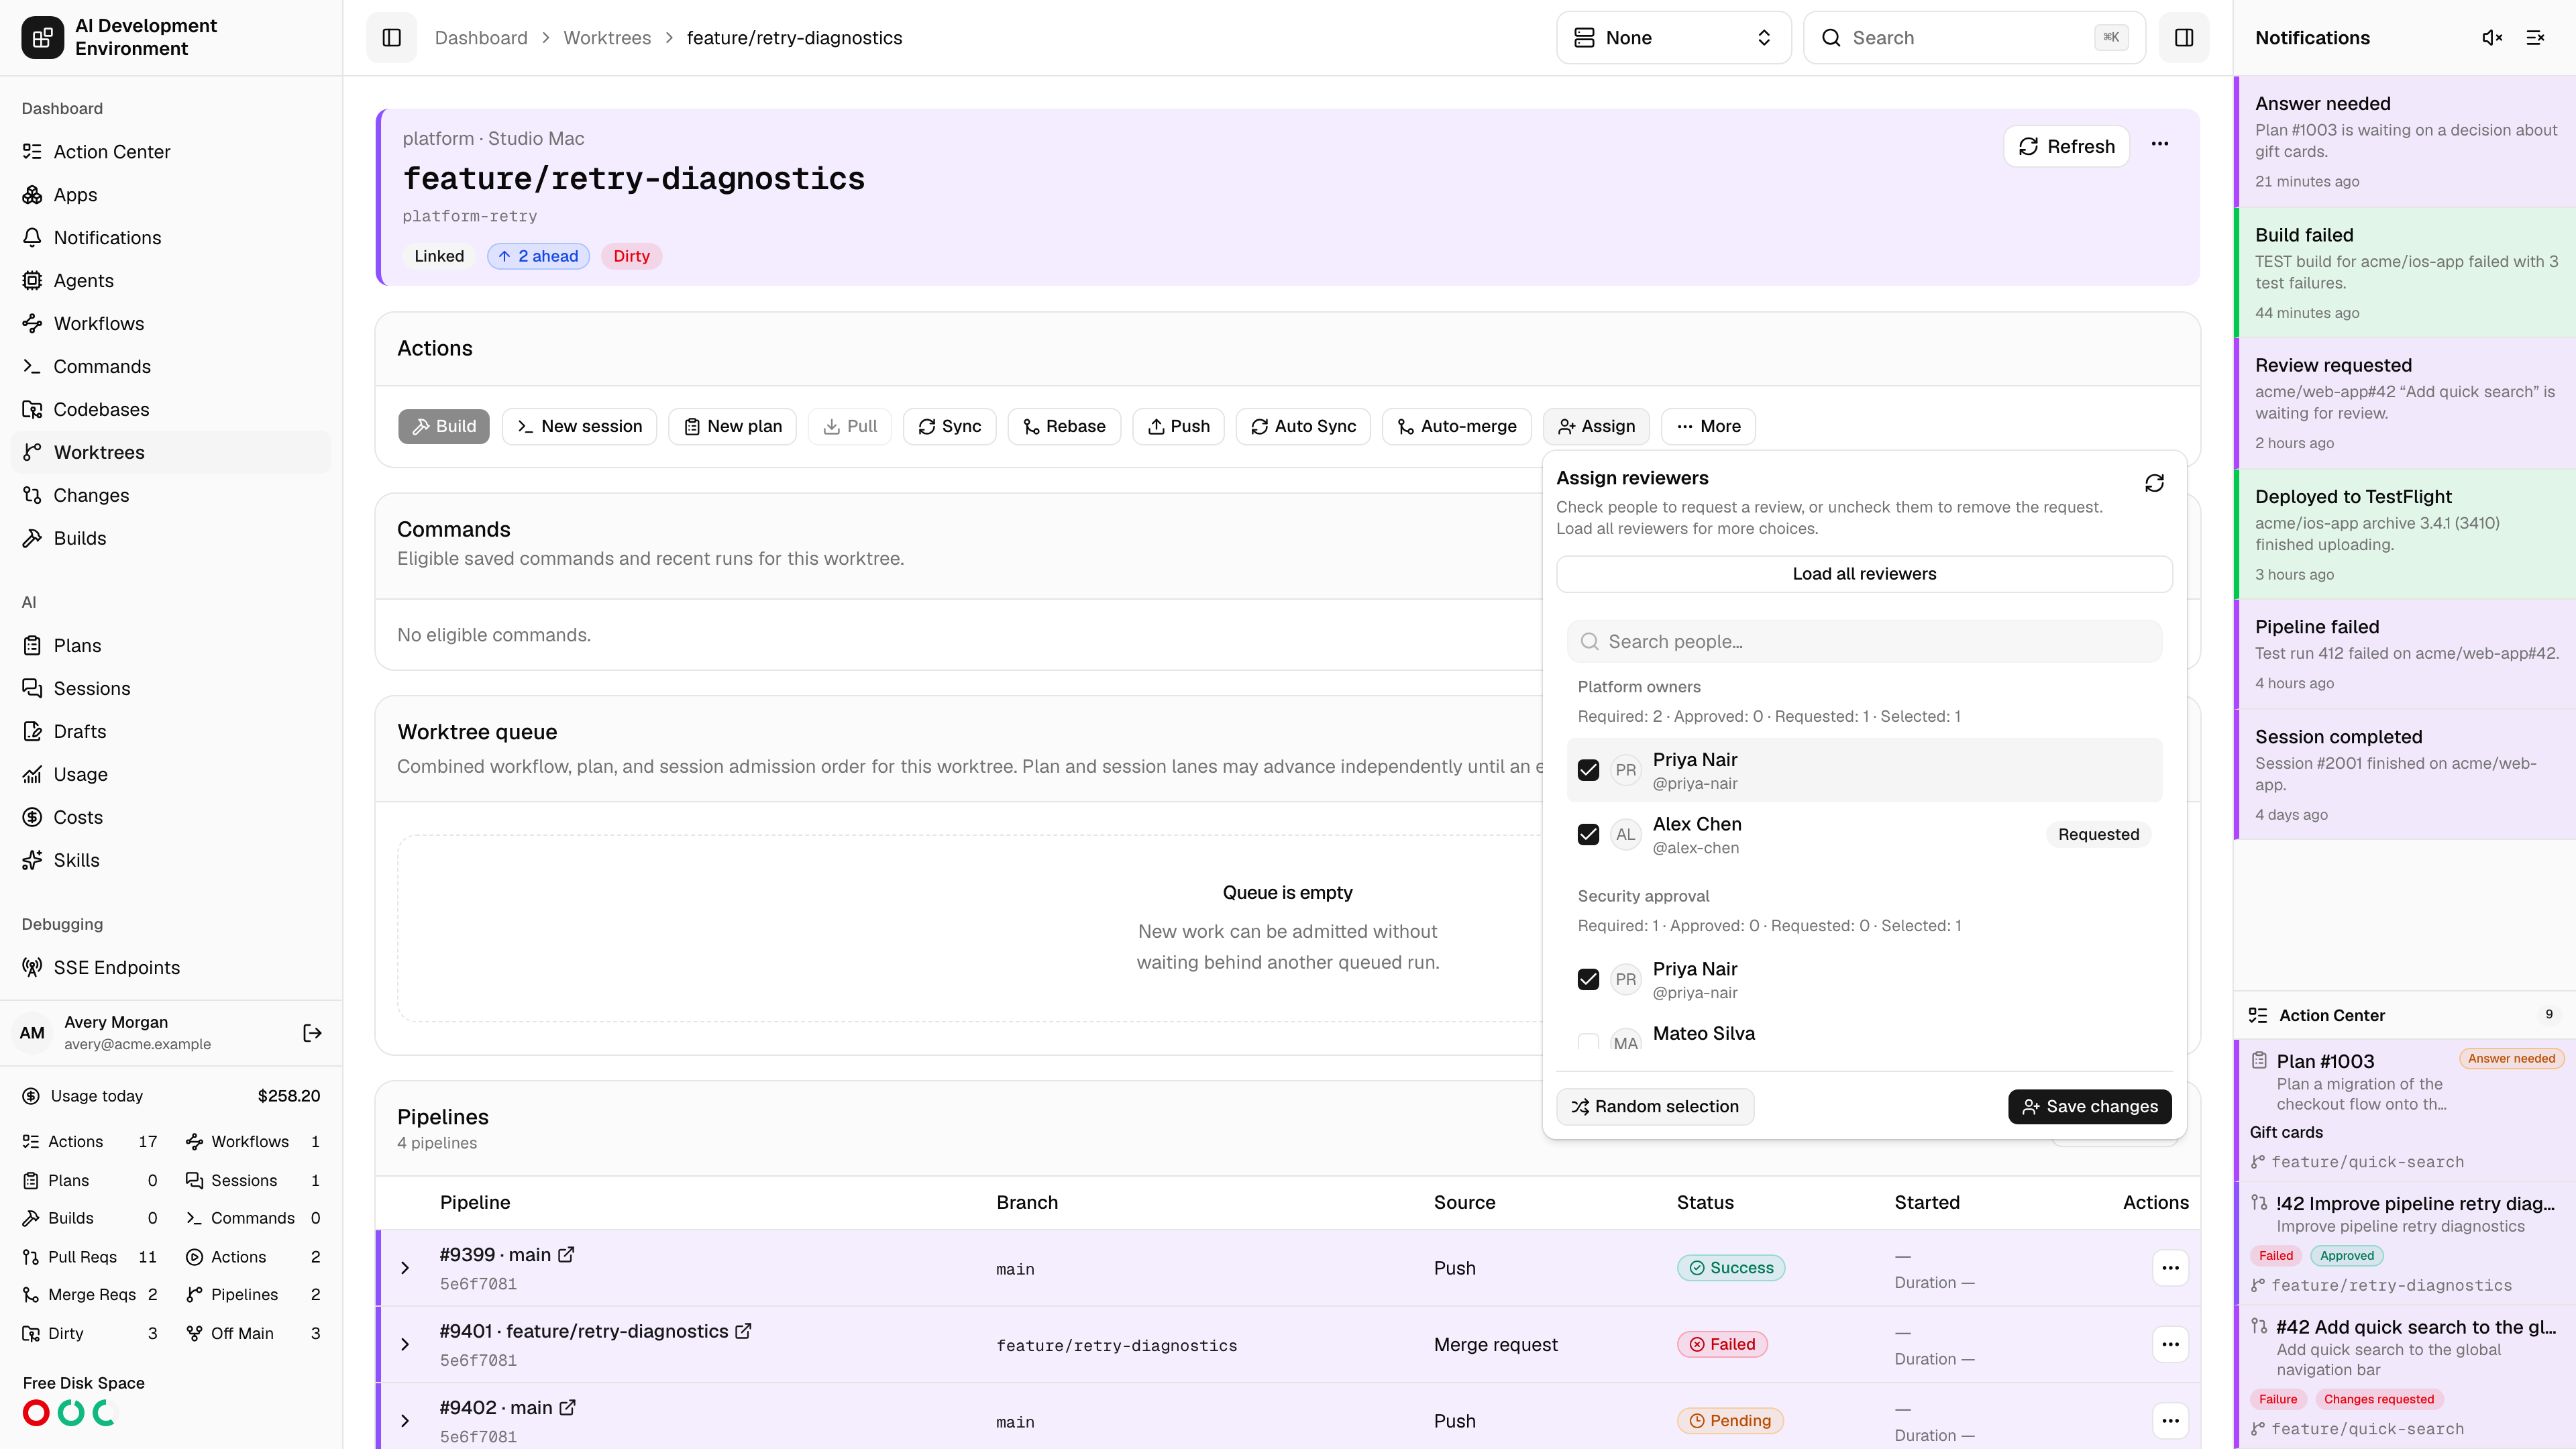 AI Development
Environment
Dashboard
Action Center
Apps
Notifications
Agents
Workflows
Commands
Codebases
Worktrees
Changes
Builds
AI
Plans
Sessions
Drafts
Usage
Costs
Skills
Debugging
SSE Endpoints
AM
Avery Morgan
avery@acme.example
Usage today $258.20
Actions 17 Workflows 1
Plans 0 Sessions 1
Builds 0 Commands 0
Pull Reqs 11 Actions 2
Merge Reqs 2 Pipelines 2
Dirty 3 Off Main 3
Free Disk Space
Dashboard > Worktrees > feature/retry-diagnostics
None
Search ⌘K
platform · Studio Mac
feature/retry-diagnostics
platform-retry
Linked ↑ 2 ahead Dirty
Refresh
Actions
Build New session New plan Pull Sync Rebase Push Auto Sync Auto-merge Assign More
Commands
Eligible saved commands and recent runs for this worktree.
No eligible commands.
Worktree queue
Combined workflow, plan, and session admission order for this worktree. Plan and session lanes may advance independently until an e
Queue is empty
New work can be admitted without
waiting behind another queued run.
Assign reviewers
Check people to request a review, or uncheck them to remove the request.
Load all reviewers for more choices.
Load all reviewers
Search people...
Platform owners
Required: 2 · Approved: 0 · Requested: 1 · Selected: 1
PR Priya Nair
@priya-nair
AL Alex Chen
@alex-chen
Requested
Security approval
Required: 1 · Approved: 0 · Requested: 0 · Selected: 1
PR Priya Nair
@priya-nair
MA Mateo Silva
Random selection Save changes
Pipelines
4 pipelines
Pipeline Branch Source Status Started Actions
#9399 · main main Push Success —
5e6f7081 Duration —
#9401 · feature/retry-diagnostics feature/retry-diagnostics Merge request Failed —
5e6f7081 Duration —
#9402 · main main Push Pending —
5e6f7081 Duration —
Notifications
Answer needed
Plan #1003 is waiting on a decision about
gift cards.
21 minutes ago
Build failed
TEST build for acme/ios-app failed with 3
test failures.
44 minutes ago
Review requested
acme/web-app#42 “Add quick search” is
waiting for review.
2 hours ago
Deployed to TestFlight
acme/ios-app archive 3.4.1 (3410)
finished uploading.
3 hours ago
Pipeline failed
Test run 412 failed on acme/web-app#42.
4 hours ago
Session completed
Session #2001 finished on acme/web-
app.
4 days ago
Action Center 9
Plan #1003 Answer needed
Plan a migration of the
checkout flow onto th...
Gift cards
feature/quick-search
!42 Improve pipeline retry diag...
Improve pipeline retry diagnostics
Failed Approved
feature/retry-diagnostics
#42 Add quick search to the gl...
Add quick search to the global
navigation bar
Failure Changes requested
feature/quick-search